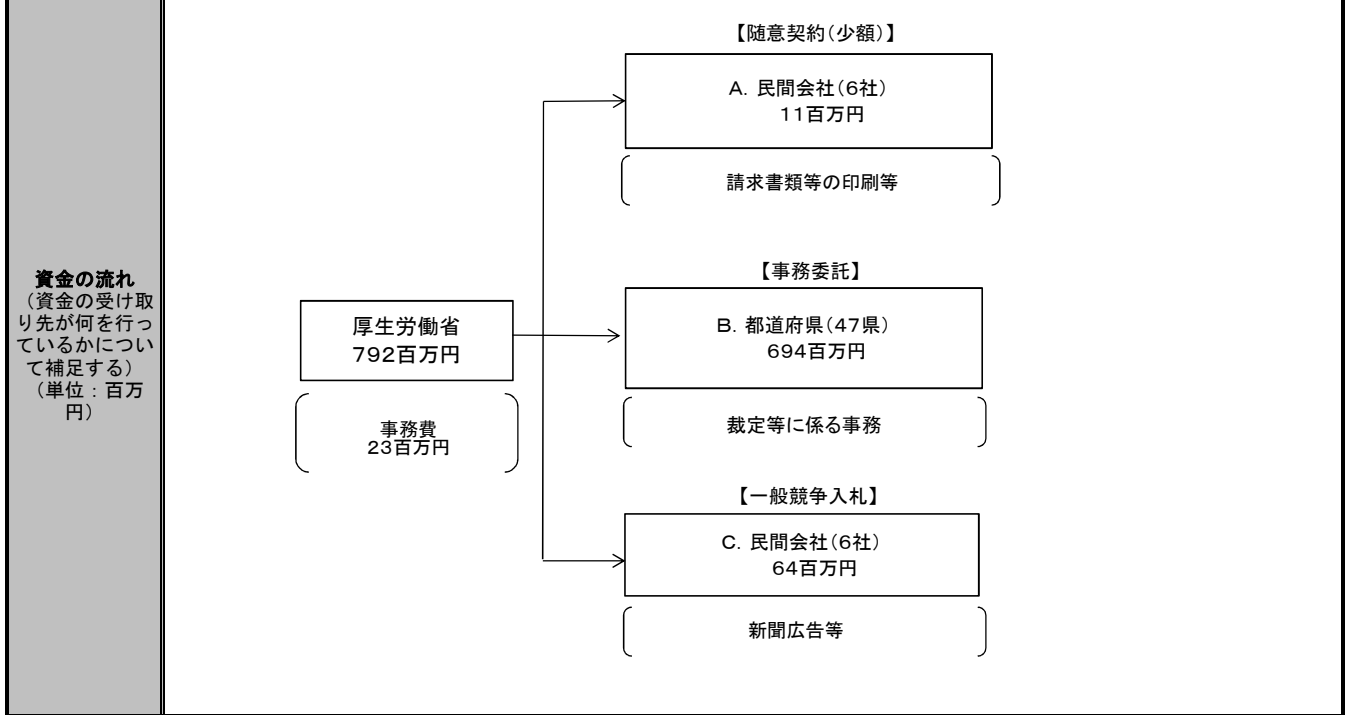 資金の流れ
（資金の受け取
り先が何を行っ
ているかについ
て補足する）
（単位：百万
円）
厚生労働省
792百万円
事務費
23百万円
【随意契約（少額）】
A. 民間会社（6社）
11百万円
請求書類等の印刷等
【事務委託】
B. 都道府県（47県）
694百万円
裁定等に係る事務
【一般競争入札】
C. 民間会社（6社）
64百万円
新聞広告等